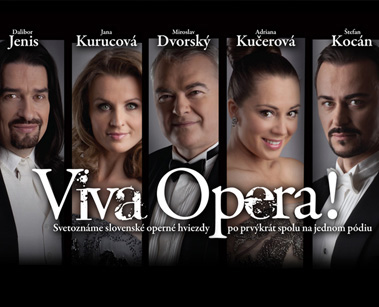 Dalibor
Jenis
Jana
Kurucová
Miroslav
Dvorský
Adriana
Kučerová
Štefan
Kocán
Viva Opera!
Svetoznáme slovenské operné hviezdy po prvýkrát spolu na jednom pódiu